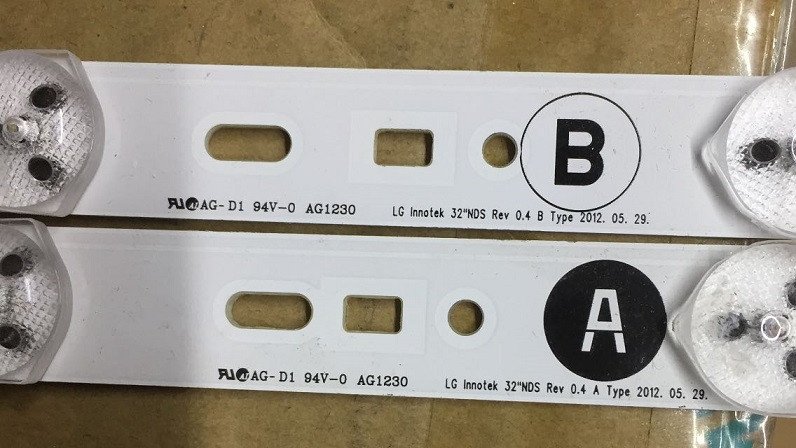 B
AG-D1 94V-0 AG1230
LG Innotek 32"NDS Rev 0.4 B Type 2012. 05. 29.
A
AG-D1 94V-0 AG1230
LG Innotek 32"NDS Rev 0.4 A Type 2012. 05. 29.